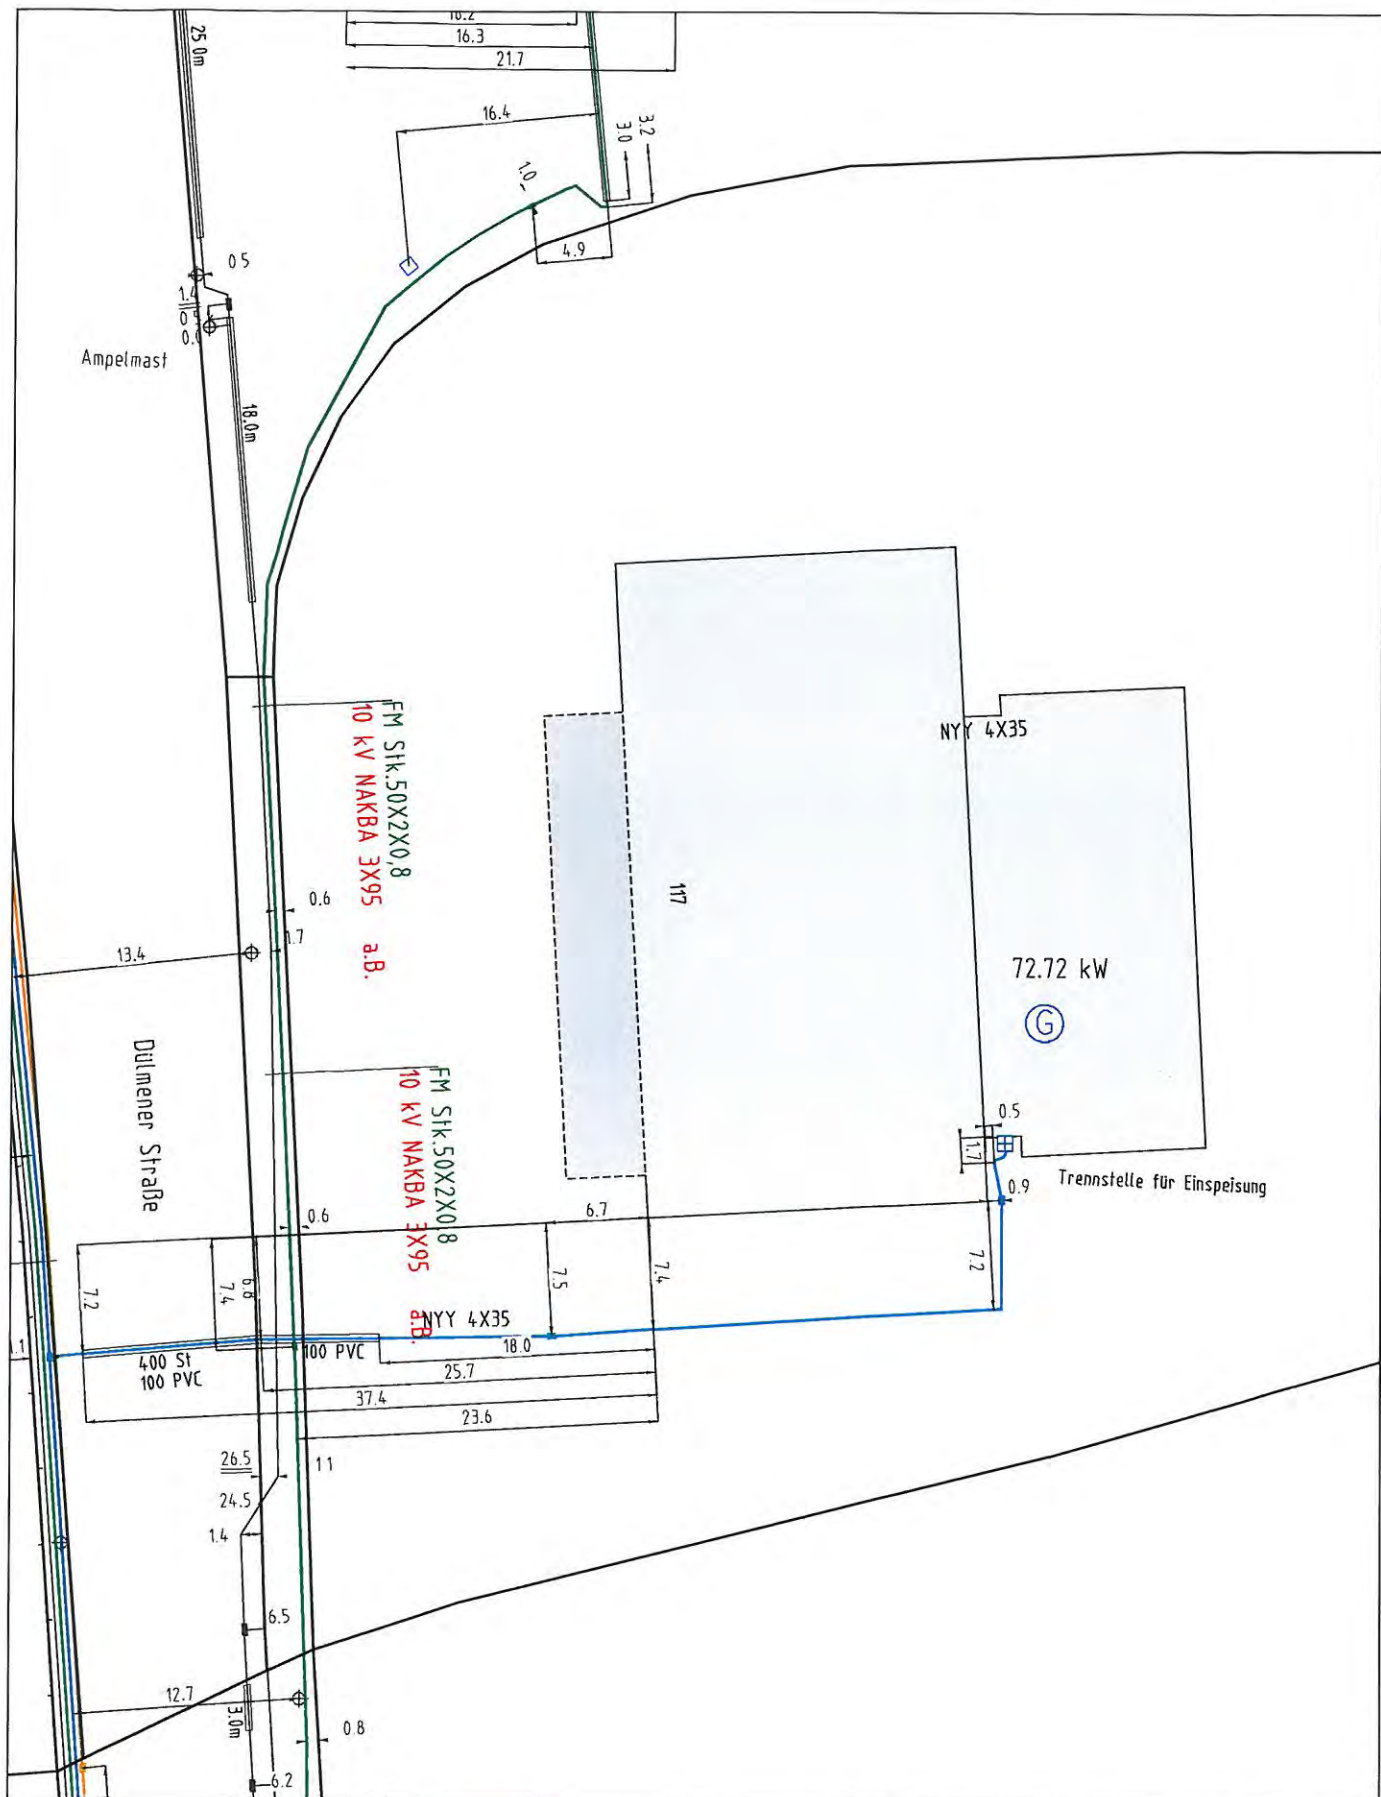 25.0m
16.3
21.7
16.4
3.0
3.2
1.0
4.9
0.5
1.4
Ampelmast
18.0m
FM Stk.50X2X0,8
10 kV NAKBA 3X95 a.B.
NYY 4X35
117
0.6
1.7
13.4
72.72 kW
G
Dülmener Straße
FM Stk.50X2X0,8
10 kV NAKBA 3X95 a.B.
0.5
1.7
Trennstelle für Einspeisung
0.9
6.7
0.6
7.2
7.4
6.8
7.5
7.4
7.2
NYY 4X35
18.0
400 St
100 PVC
100 PVC
25.7
37.4
23.6
26.5
11
24.5
1.4
6.5
12.7
3.0m
0.8
6.2